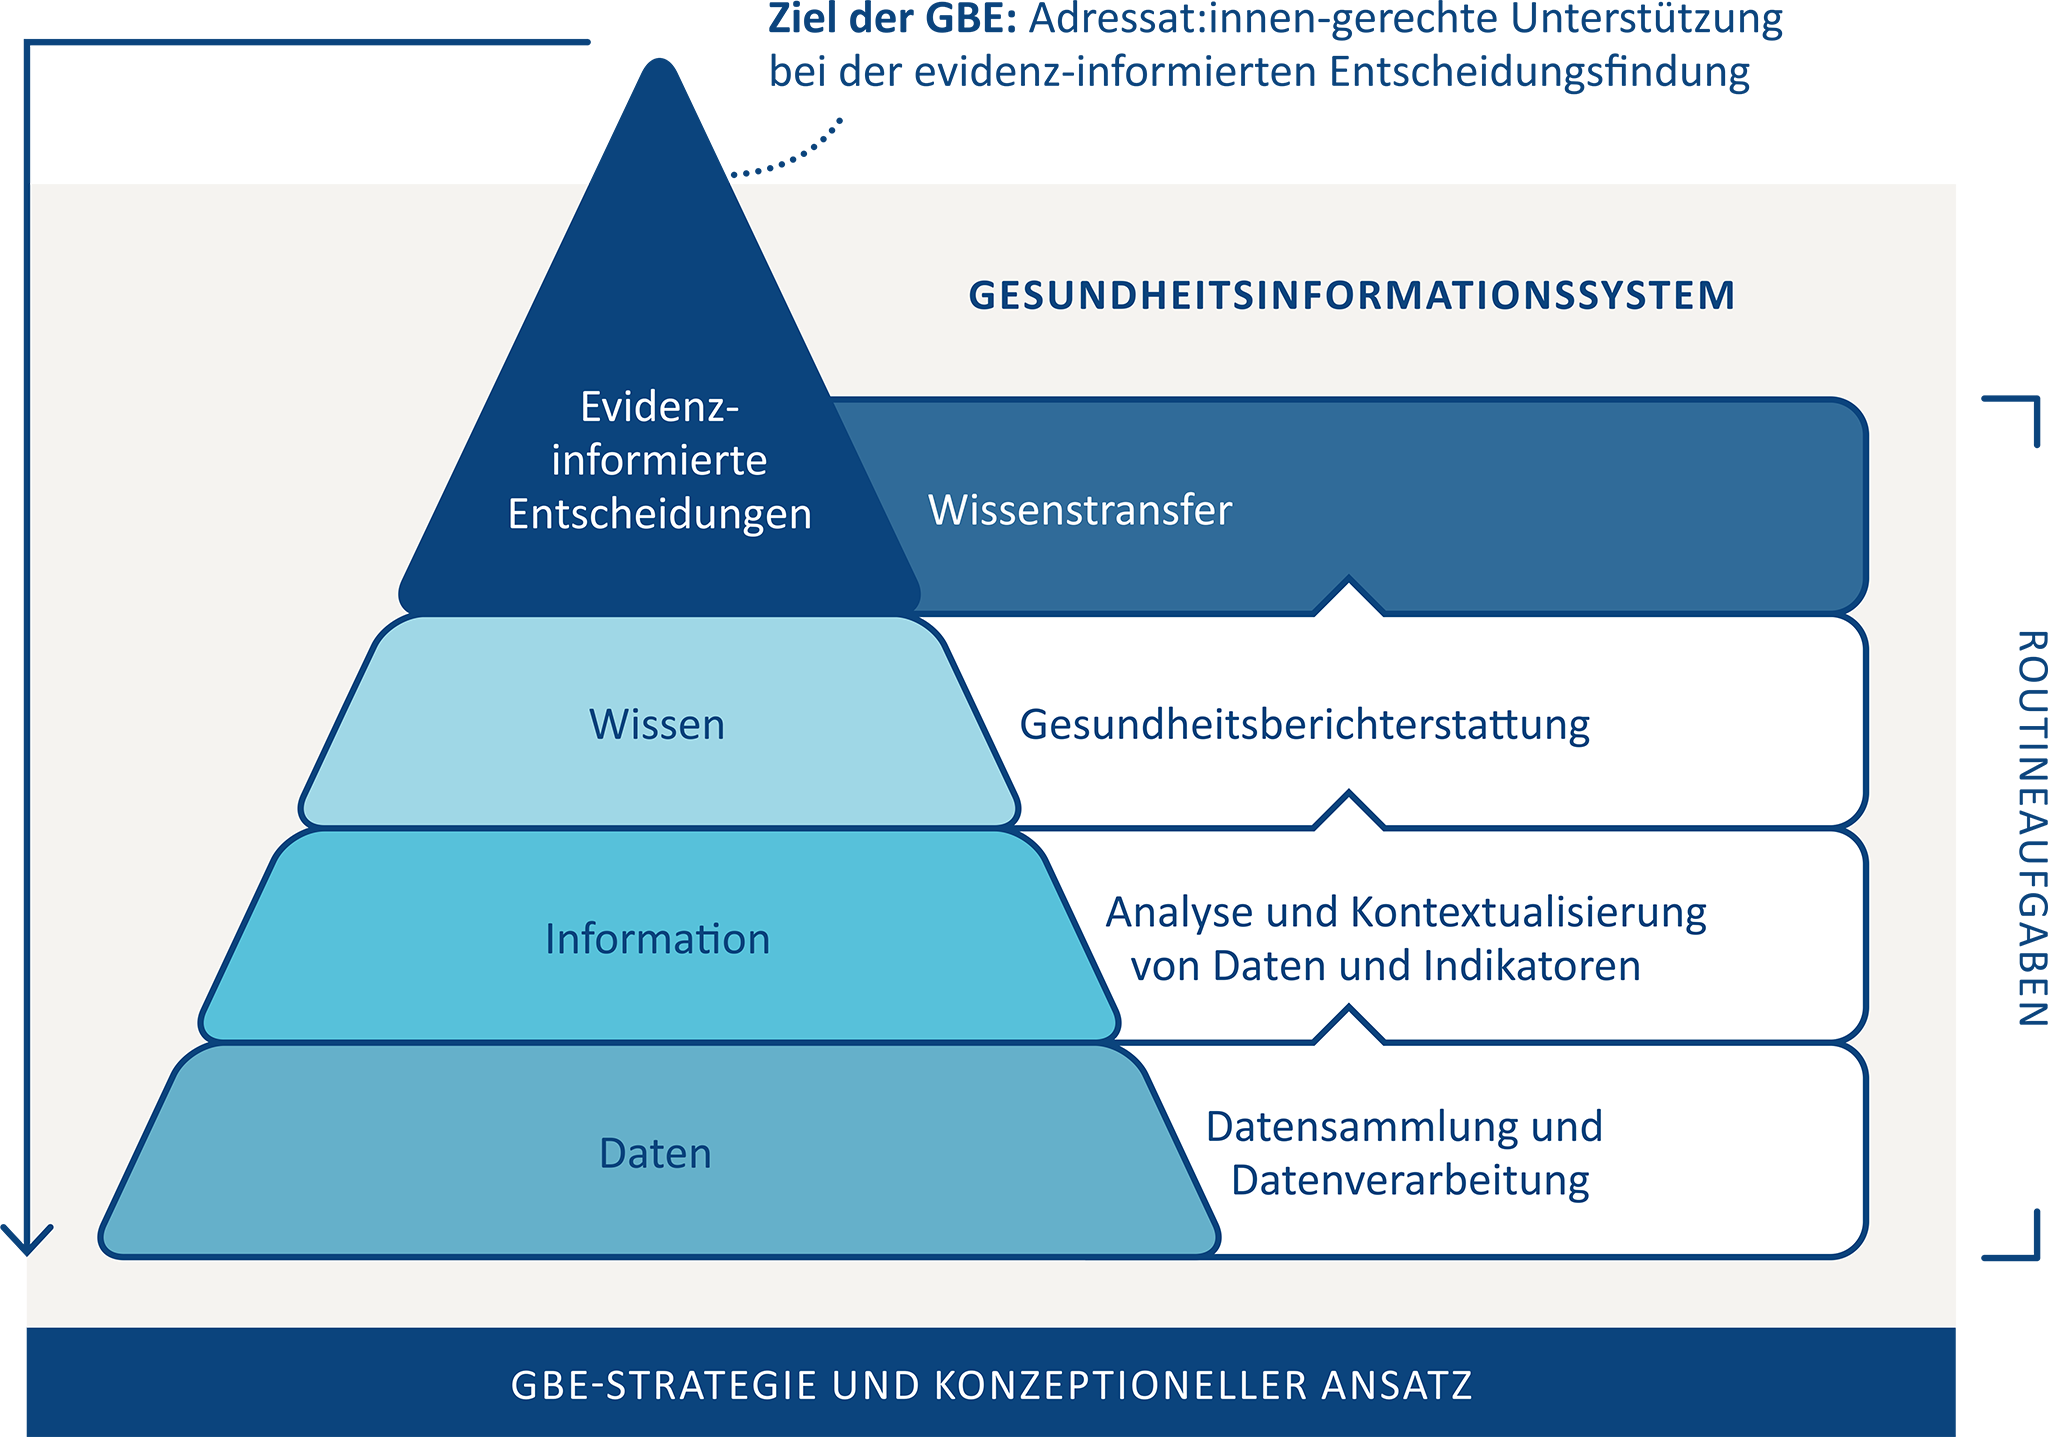 Ziel der GBE: Adressat:innen-gerechte Unterstützung
bei der evidenz-informierten Entscheidungsfindung
GESUNDHEITSINFORMATIONSSYSTEM
Evidenz-
informierte
Entscheidungen
Wissenstransfer
Wissen
Gesundheitsberichterstattung
Information
Analyse und Kontextualisierung
von Daten und Indikatoren
Daten
Datensammlung und
Datenverarbeitung
ROUTINEAUFGABEN
GBE-STRATEGIE UND KONZEPTIONELLER ANSATZ